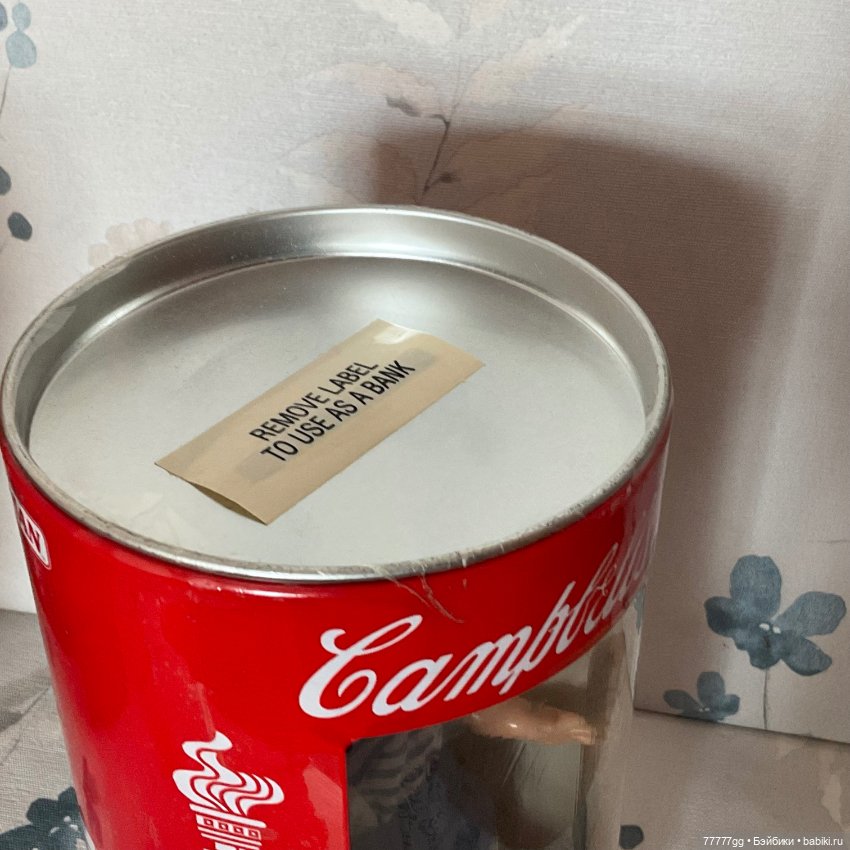 REMOVE LABEL
TO USE AS A BANK
Campbell's
77777gg • Бэйбики • babiki.ru